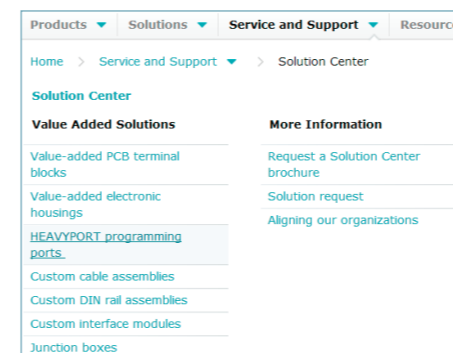 Products Solutions Service and Support Resourc
Home > Service and Support > Solution Center
Solution Center
Value Added Solutions
Value-added PCB terminal
blocks
Value-added electronic
housings
HEAVYPORT programming
ports
Custom cable assemblies
Custom DIN rail assemblies
Custom interface modules
Junction boxes
More Information
Request a Solution Center
brochure
Solution request
Aligning our organizations